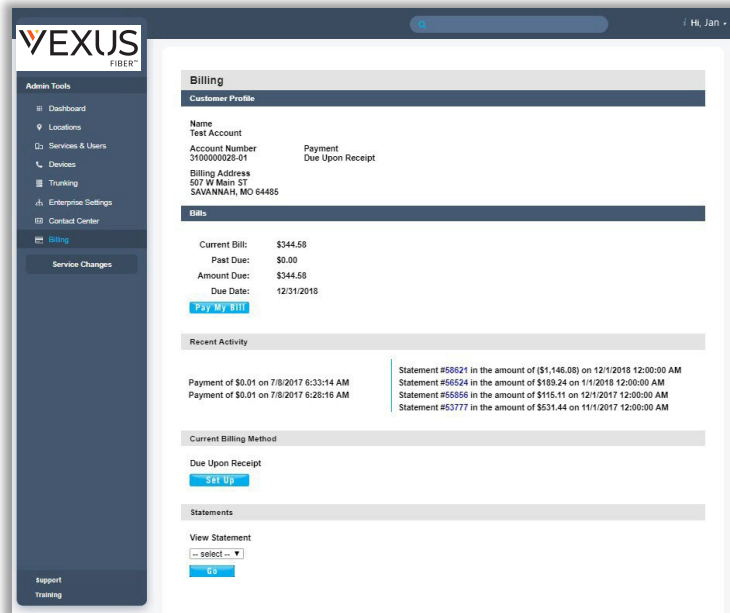 VEXUS
FIBER™
Hi, Jan
Admin Tools
Dashboard
Locations
Services & Users
Devices
Trunking
Enterprise Settings
Contact Center
Billing
Service Changes
Support
Training
Billing
Customer Profile
Name
Test Account
Account Number Payment
3100000028-01 Due Upon Receipt
Billing Address
507 W Main ST
SAVANNAH, MO 64485
Bills
Current Bill: $344.58
Past Due: $0.00
Amount Due: $344.58
Due Date: 12/31/2018
Pay My Bill
Recent Activity
Payment of $0.01 on 7/8/2017 6:33:14 AM
Payment of $0.01 on 7/8/2017 6:28:16 AM
Statement #58621 in the amount of ($1,146.08) on 12/1/2018 12:00:00 AM
Statement #56524 in the amount of $189.24 on 1/1/2018 12:00:00 AM
Statement #55856 in the amount of $115.11 on 12/1/2017 12:00:00 AM
Statement #53777 in the amount of $531.44 on 11/1/2017 12:00:00 AM
Current Billing Method
Due Upon Receipt
Set Up
Statements
View Statement
-- select --
Go